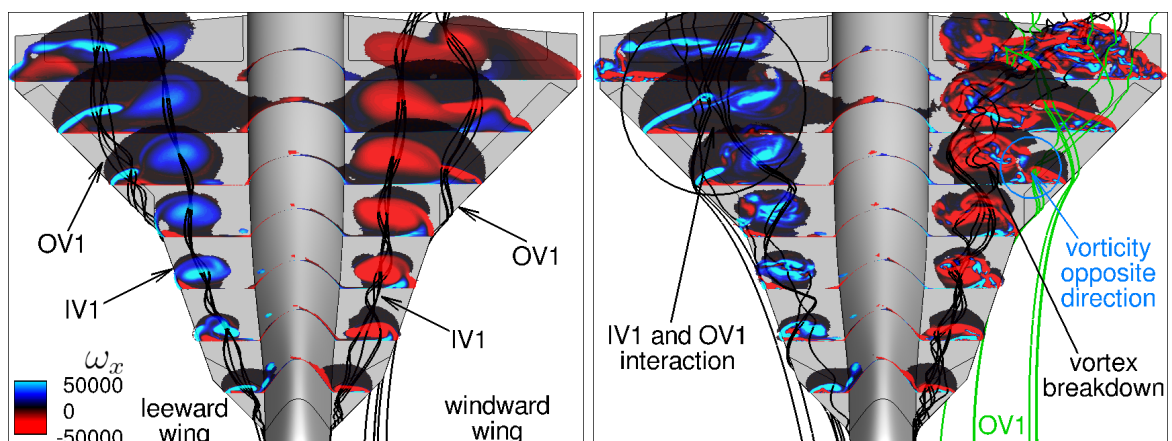 OV1
IV1
OV1
IV1
ωx
50000
0
-50000
leeward
wing
windward
wing
IV1 and OV1
interaction
vorticity
opposite
direction
vortex
breakdown
OV1